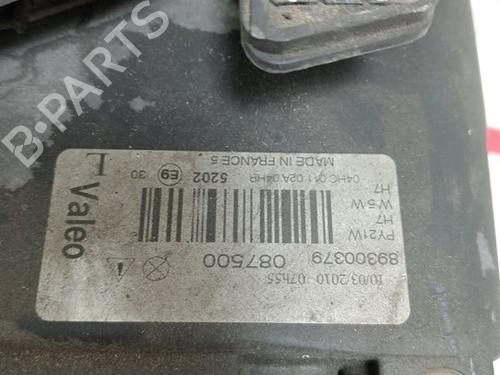 B-PARTS
L Valeo
10/03/2010 07h55
89300379 087500
PY21W
H7
W5W
H7
04HC 011 02A 04HR 5202 E9 30
MADE IN FRANCE 5